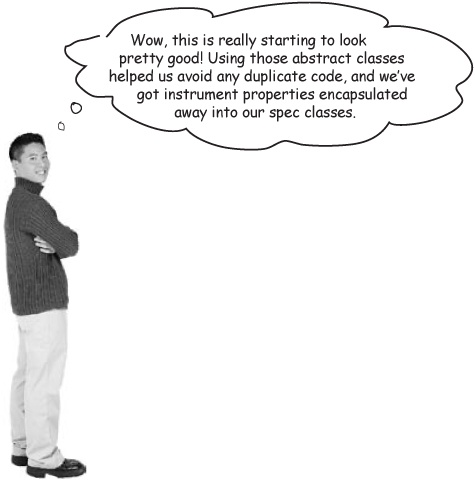 Wow, this is really starting to look
pretty good! Using those abstract classes
helped us avoid any duplicate code, and we've
got instrument properties encapsulated
away into our spec classes.